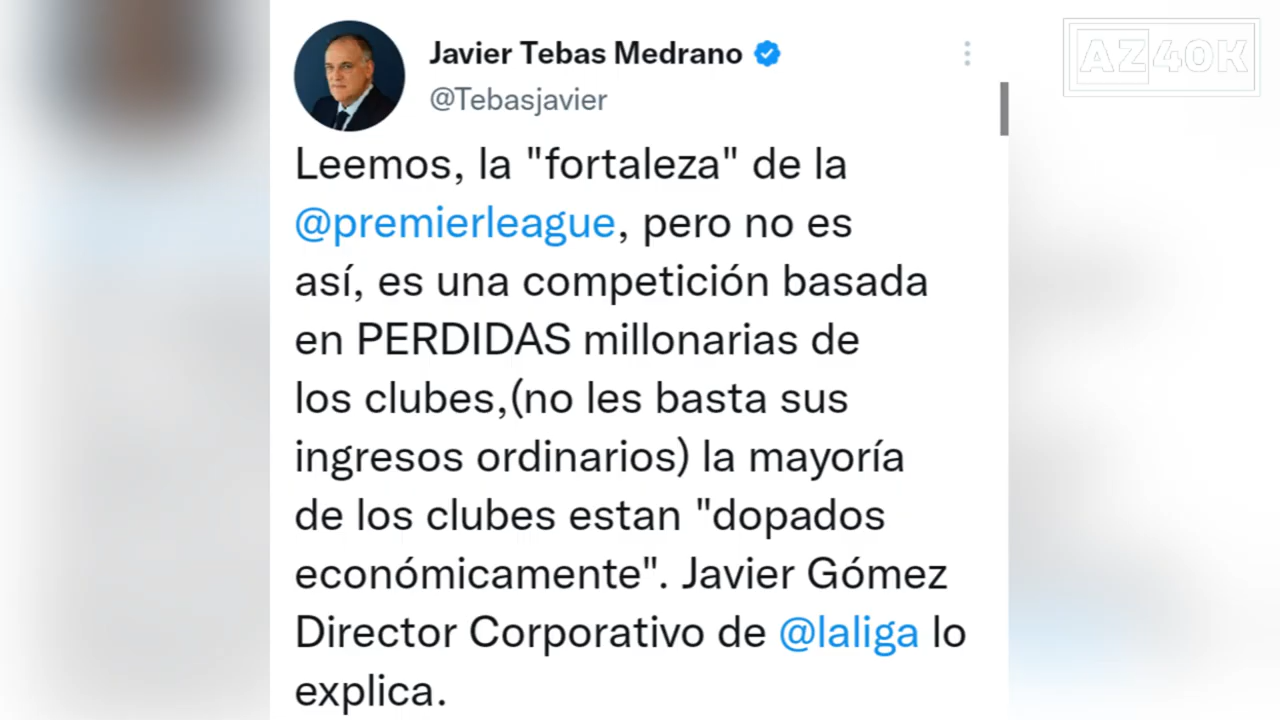 AZ40K
Javier Tebas Medrano
@Tebasjavier
Leemos, la "fortaleza" de la
@premierleague, pero no es
así, es una competición basada
en PERDIDAS millonarias de
los clubes,(no les basta sus
ingresos ordinarios) la mayoría
de los clubes estan "dopados
económicamente". Javier Gómez
Director Corporativo de @laliga lo
explica.